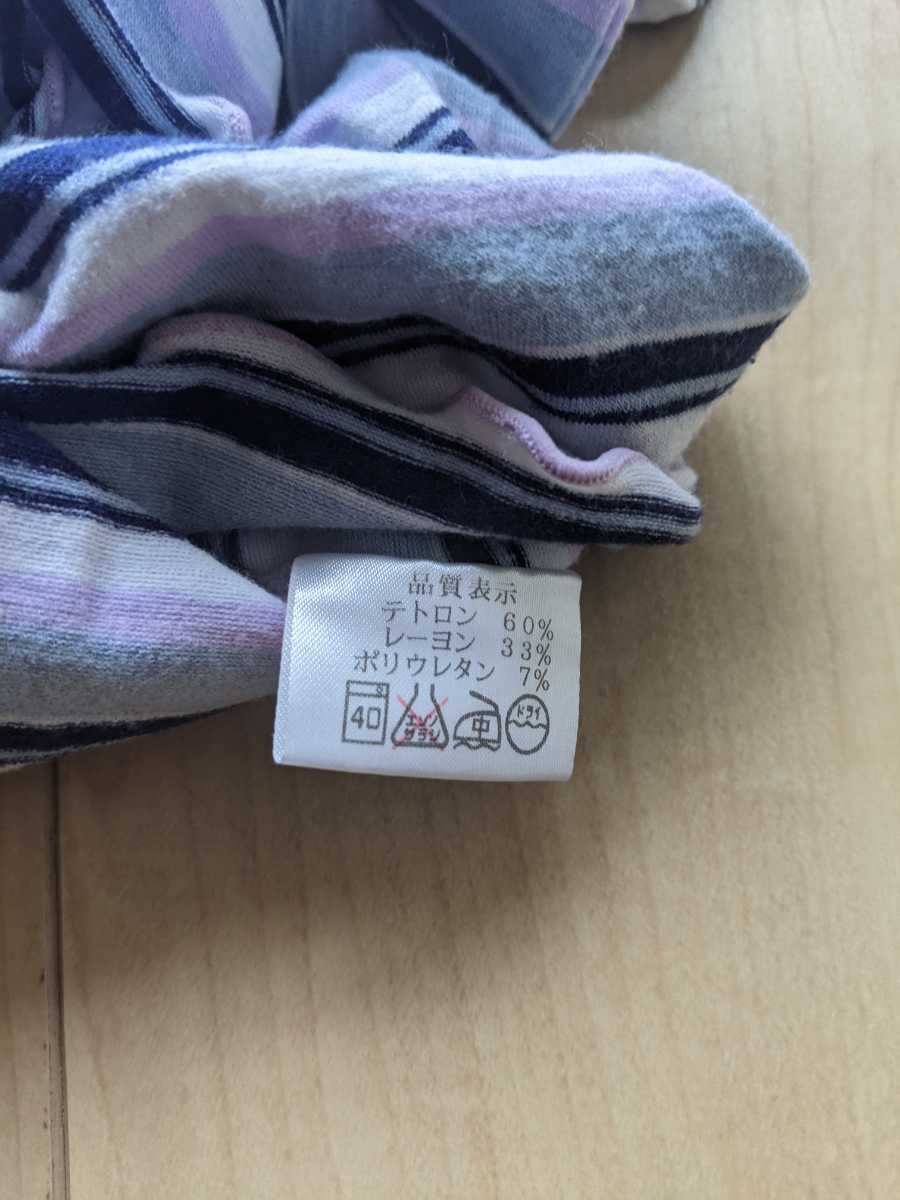 品質表示
テトロン 60%
レーヨン 33%
ポリウレタン 7%
40 エンソサラシ 中 ドライ